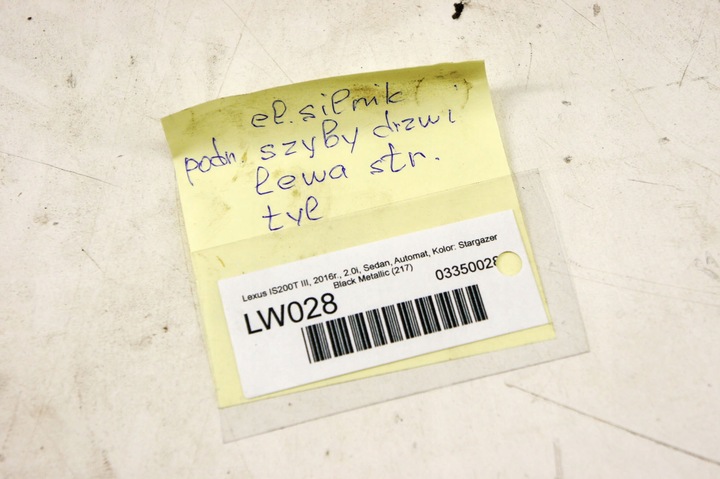 el. silnik
podn. szyby drzwi
lewa str.
tył
Lexus IS200T III, 2016r., 2.0i, Sedan, Automat, Kolor: Stargazer
Black Metallic (217)
LW028
0335002